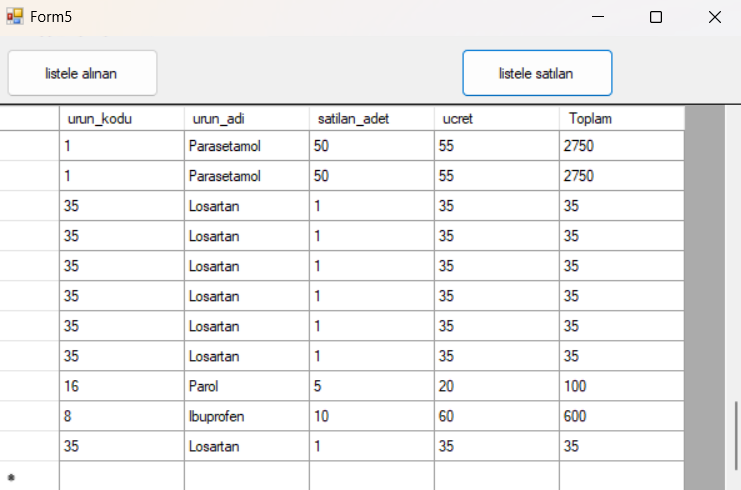 Form5
listele alınan listele satılan
urun_kodu urun_adi satilan_adet ucret Toplam
1 Parasetamol 50 55 2750
1 Parasetamol 50 55 2750
35 Losartan 1 35 35
35 Losartan 1 35 35
35 Losartan 1 35 35
35 Losartan 1 35 35
35 Losartan 1 35 35
35 Losartan 1 35 35
16 Parol 5 20 100
8 Ibuprofen 10 60 600
35 Losartan 1 35 35
*